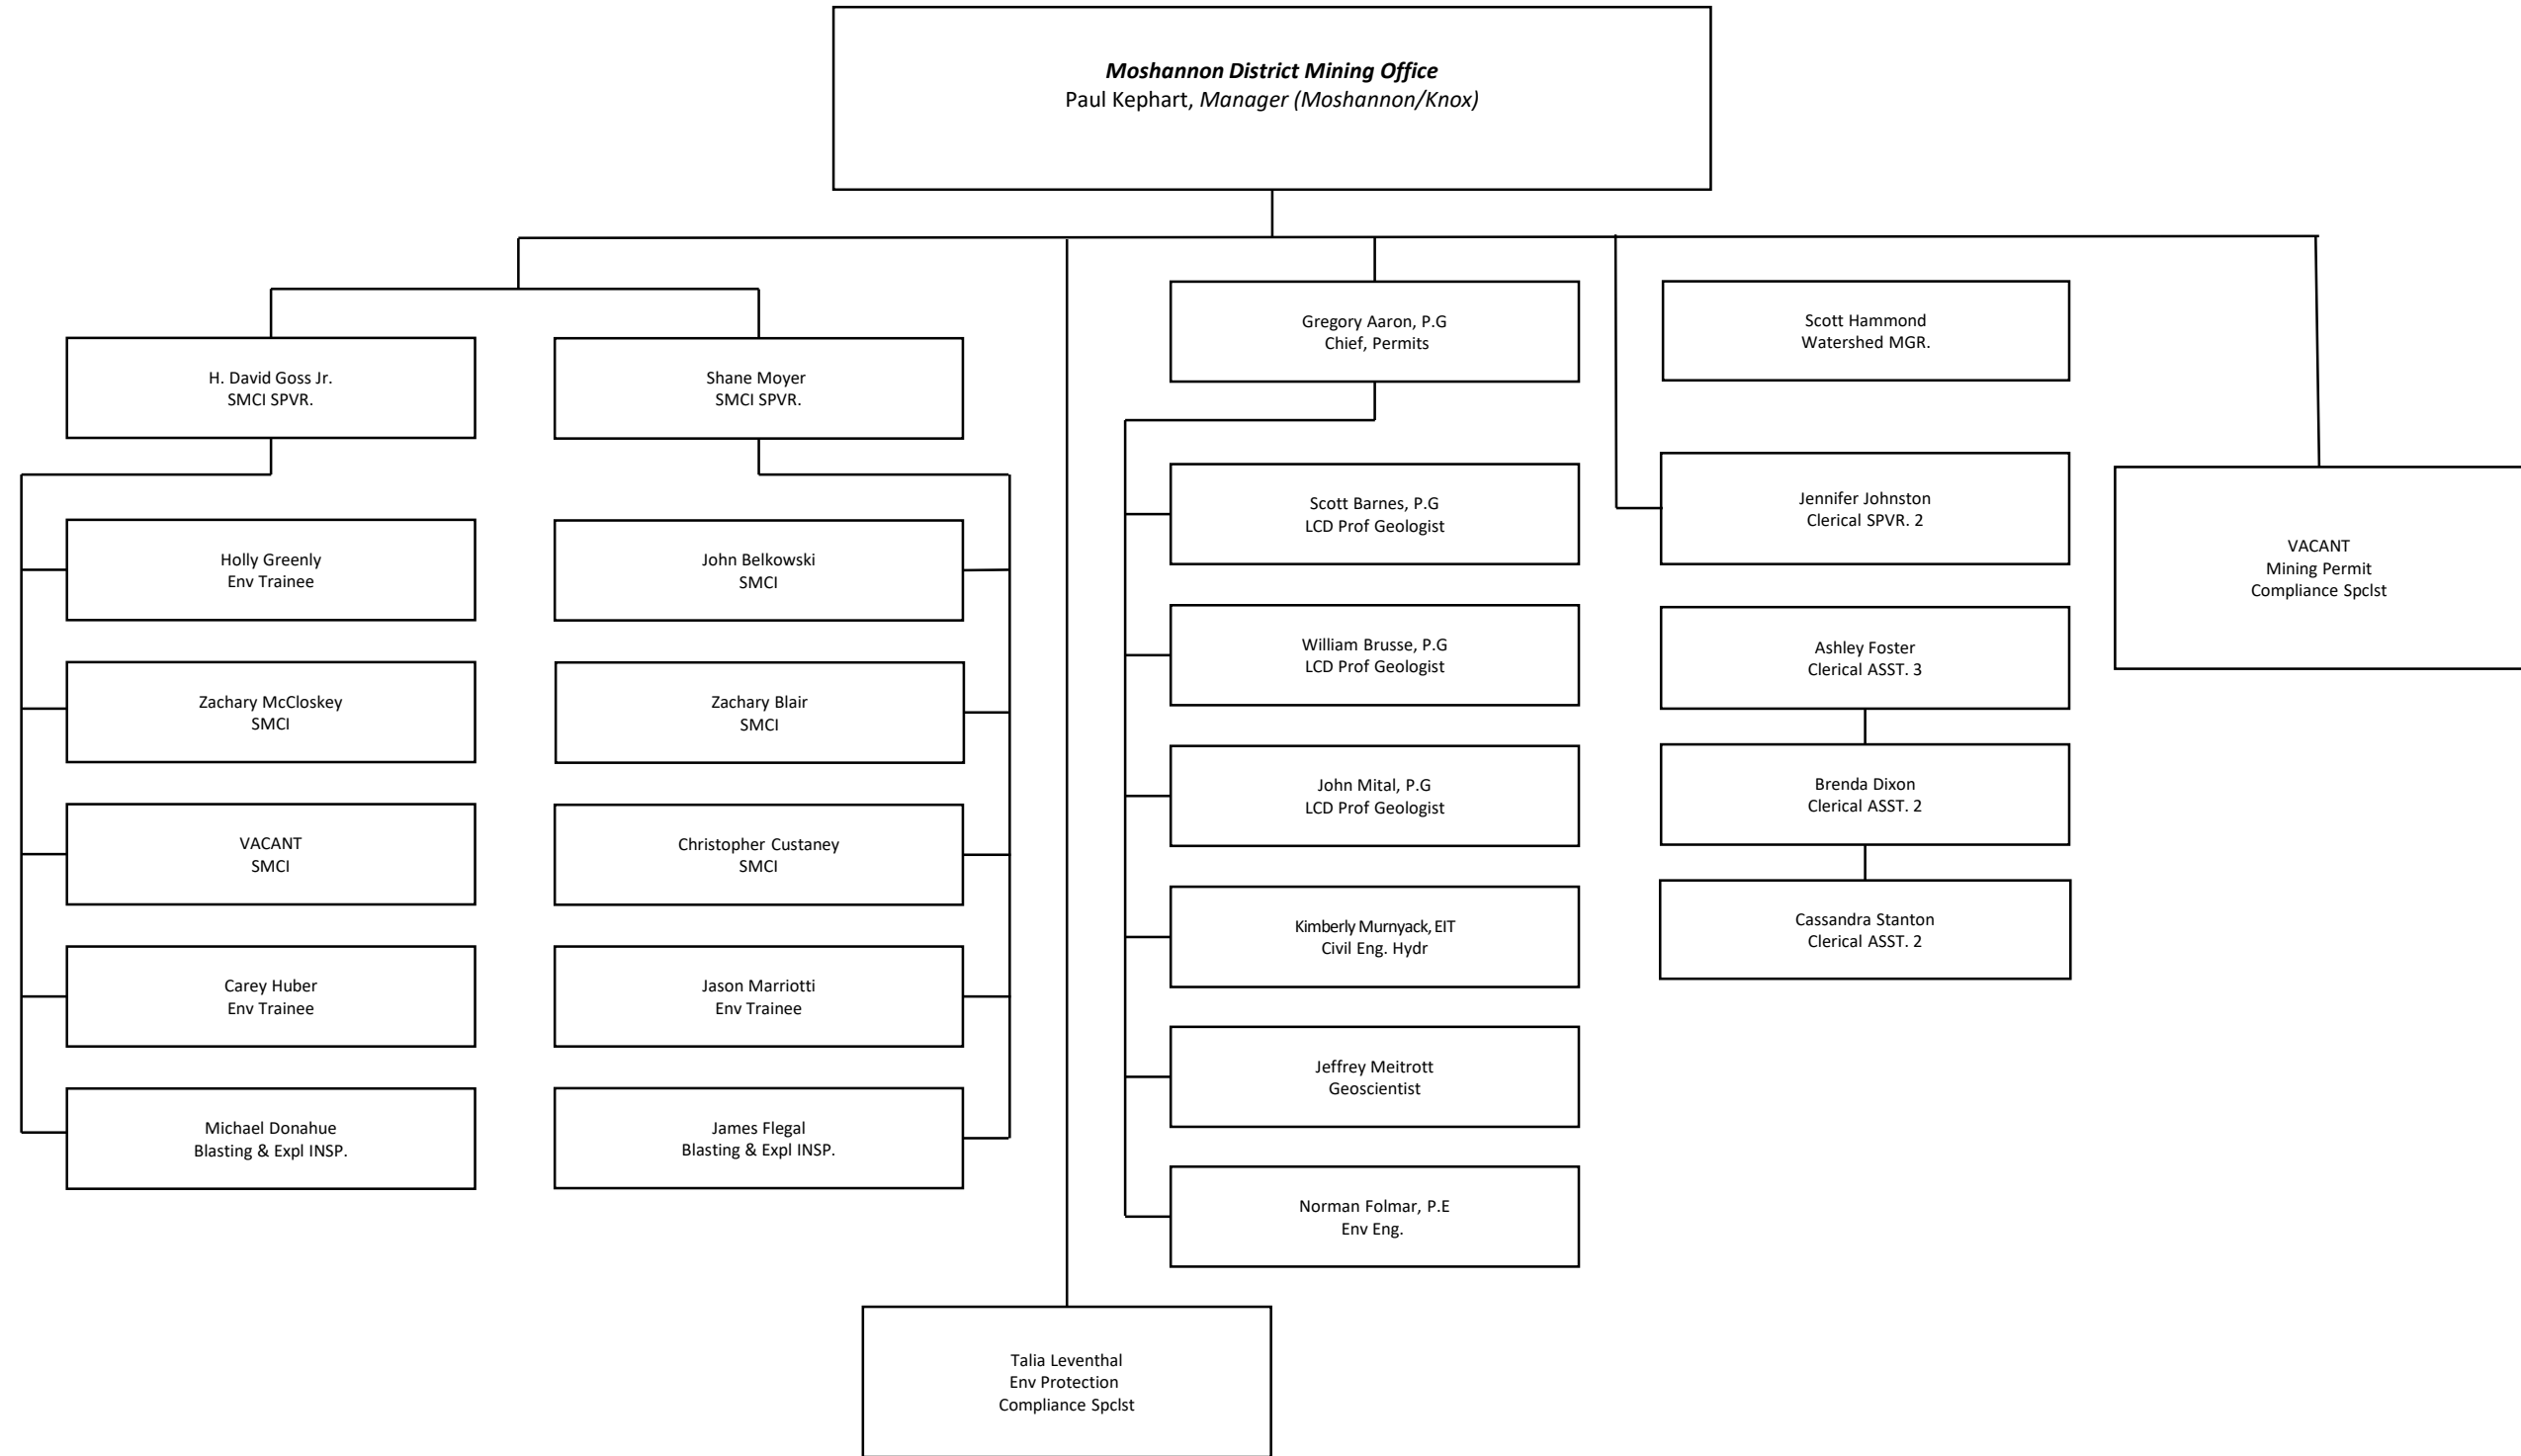 Moshannon District Mining Office
Paul Kephart, Manager (Moshannon/Knox)
H. David Goss Jr.
SMCI SPVR.
Holly Greenly
Env Trainee
Zachary McCloskey
SMCI
VACANT
SMCI
Carey Huber
Env Trainee
Michael Donahue
Blasting & Expl INSP.
Shane Moyer
SMCI SPVR.
John Belkowski
SMCI
Zachary Blair
SMCI
Christopher Custaney
SMCI
Jason Marriotti
Env Trainee
James Flegal
Blasting & Expl INSP.
Talia Leventhal
Env Protection
Compliance Spclst
Gregory Aaron, P.G
Chief, Permits
Scott Barnes, P.G
LCD Prof Geologist
William Brusse, P.G
LCD Prof Geologist
John Mital, P.G
LCD Prof Geologist
Kimberly Murnyack, EIT
Civil Eng. Hydr
Jeffrey Meitrott
Geoscientist
Norman Folmar, P.E
Env Eng.
Scott Hammond
Watershed MGR.
Jennifer Johnston
Clerical SPVR. 2
Ashley Foster
Clerical ASST. 3
Brenda Dixon
Clerical ASST. 2
Cassandra Stanton
Clerical ASST. 2
VACANT
Mining Permit
Compliance Spclst